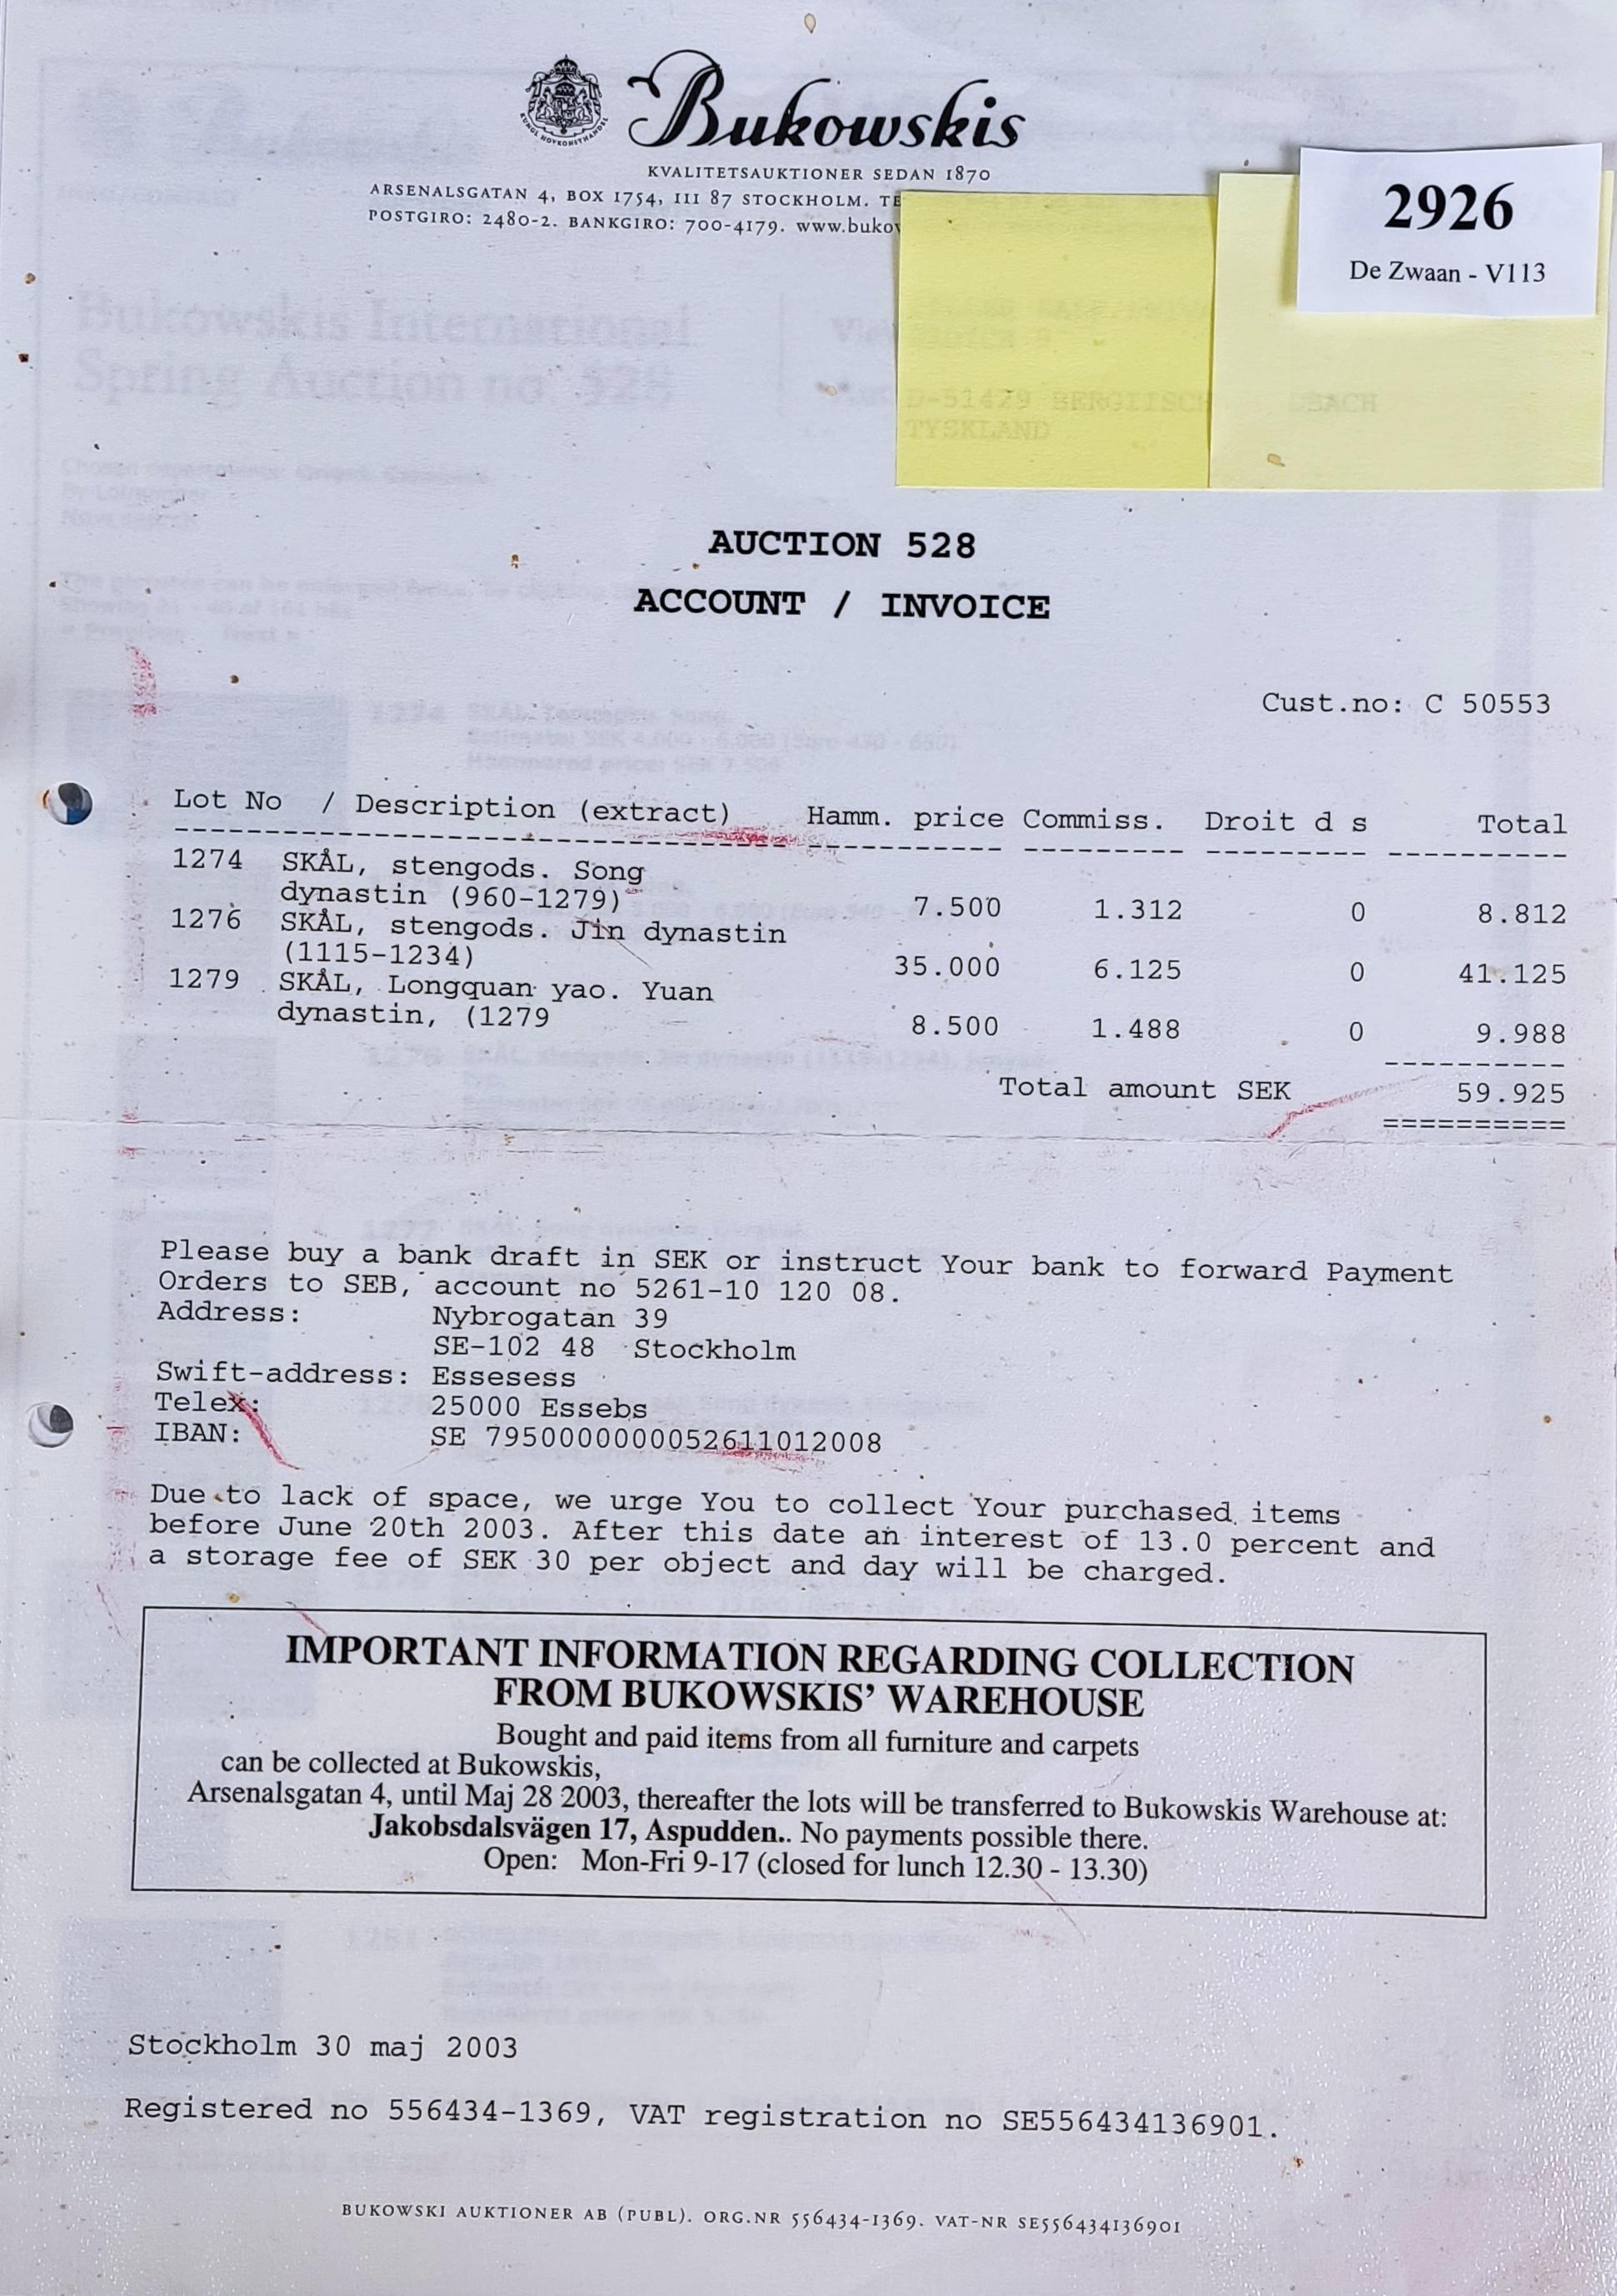 Bukowskis
KUNGL HOVKONSTHANDEL
KVALITETSAUKTIONER SEDAN 1870
ARSENALSGATAN 4, BOX 1754, 111 87 STOCKHOLM. TE
POSTGIRO: 2480-2. BANKGIRO: 700-4179. www.bukow
2926
De Zwaan - V113
Bukowskis International
Spring Auction no. 528
D-51429 BERGTISCH DBACH
TYSKLAND
AUCTION 528
ACCOUNT / INVOICE
Cust.no: C 50553
Lot No / Description (extract) Hamm. price Commiss. Droit d s Total
1274 SKÅL, stengods. Song
dynastin (960-1279) 7.500 1.312 0 8.812
1276 SKÅL, stengods. Jin dynastin
(1115-1234) 35.000 6.125 0 41.125
1279 SKÅL, Longquan yao. Yuan
dynastin, (1279 8.500 1.488 0 9.988
Total amount SEK 59.925
==========
Please buy a bank draft in SEK or instruct Your bank to forward Payment
Orders to SEB, account no 5261-10 120 08.
Address: Nybrogatan 39
SE-102 48 Stockholm
Swift-address: Essesess
Telex: 25000 Essebs
IBAN: SE 7950000000052611012008
Due to lack of space, we urge You to collect Your purchased items
before June 20th 2003. After this date an interest of 13.0 percent and
a storage fee of SEK 30 per object and day will be charged.
IMPORTANT INFORMATION REGARDING COLLECTION
FROM BUKOWSKIS' WAREHOUSE
Bought and paid items from all furniture and carpets
can be collected at Bukowskis,
Arsenalsgatan 4, until Maj 28 2003, thereafter the lots will be transferred to Bukowskis Warehouse at:
Jakobsdalsvägen 17, Aspudden.. No payments possible there.
Open: Mon-Fri 9-17 (closed for lunch 12.30 - 13.30)
Stockholm 30 maj 2003
Registered no 556434-1369, VAT registration no SE556434136901.
BUKOWSKI AUKTIONER AB (PUBL). ORG.NR 556434-1369. VAT-NR SE556434136901